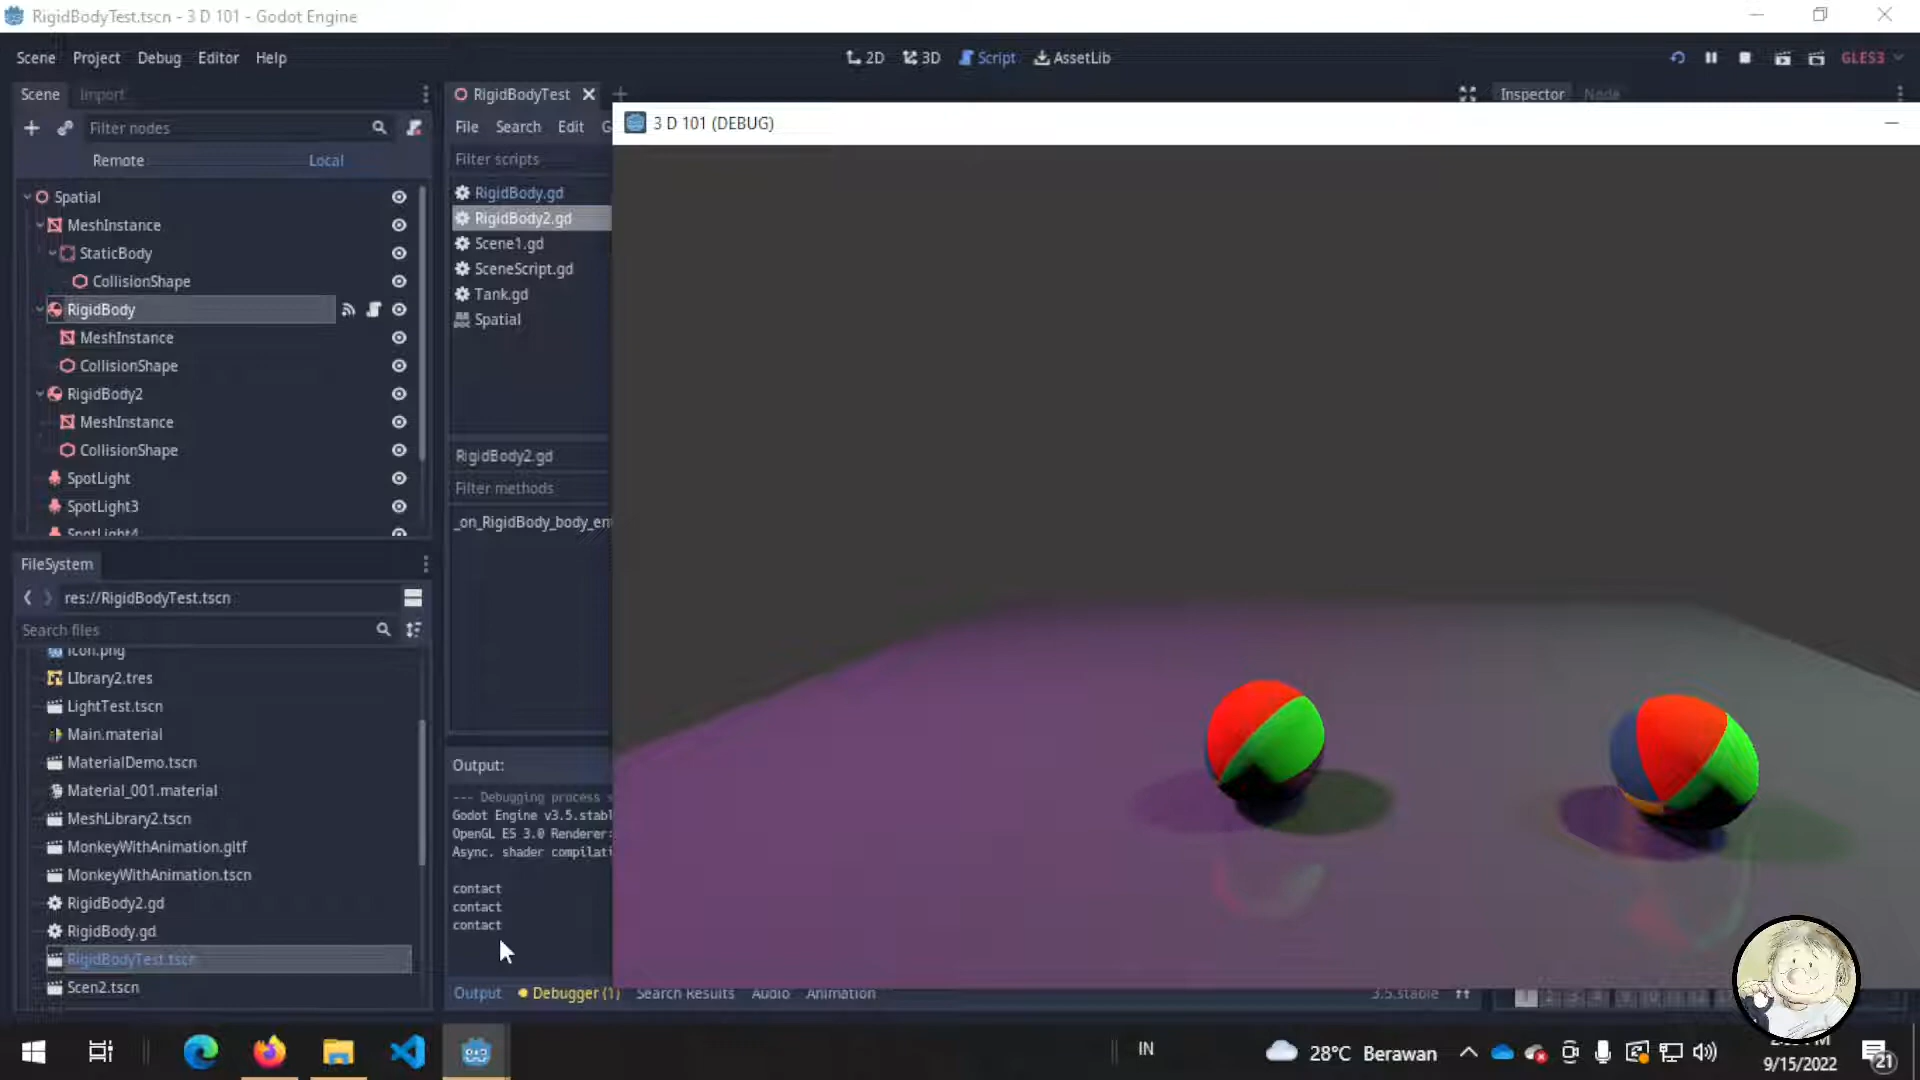 RigidBodyTest.tscn - 3 D 101 - Godot Engine
Scene Project Debug Editor Help
2D 3D Script AssetLib
GLES3
Scene Import
RigidBodyTest
Inspector Node
Filter nodes
File Search Edit G
3 D 101 (DEBUG)
Remote Local
Filter scripts
Spatial
MeshInstance
StaticBody
CollisionShape
RigidBody
MeshInstance
CollisionShape
RigidBody2
MeshInstance
CollisionShape
SpotLight
SpotLight3
SpotLight4
RigidBody.gd
RigidBody2.gd
Scene1.gd
SceneScript.gd
Tank.gd
Spatial
RigidBody2.gd
Filter methods
_on_RigidBody_body_en
FileSystem
res://RigidBodyTest.tscn
Search files
icon.png
LIbrary2.tres
LightTest.tscn
Main.material
MaterialDemo.tscn
Material_001.material
MeshLibrary2.tscn
MonkeyWithAnimation.gltf
MonkeyWithAnimation.tscn
RigidBody2.gd
RigidBody.gd
RigidBodyTest.tscn
Scen2.tscn
Output:
--- Debugging process s
Godot Engine v3.5.stabl
OpenGL ES 3.0 Renderer:
Async. shader compilati
contact
contact
contact
Output Debugger (1) Search Results Audio Animation
3.5.stable
IN
28°C Berawan
9/15/2022
21